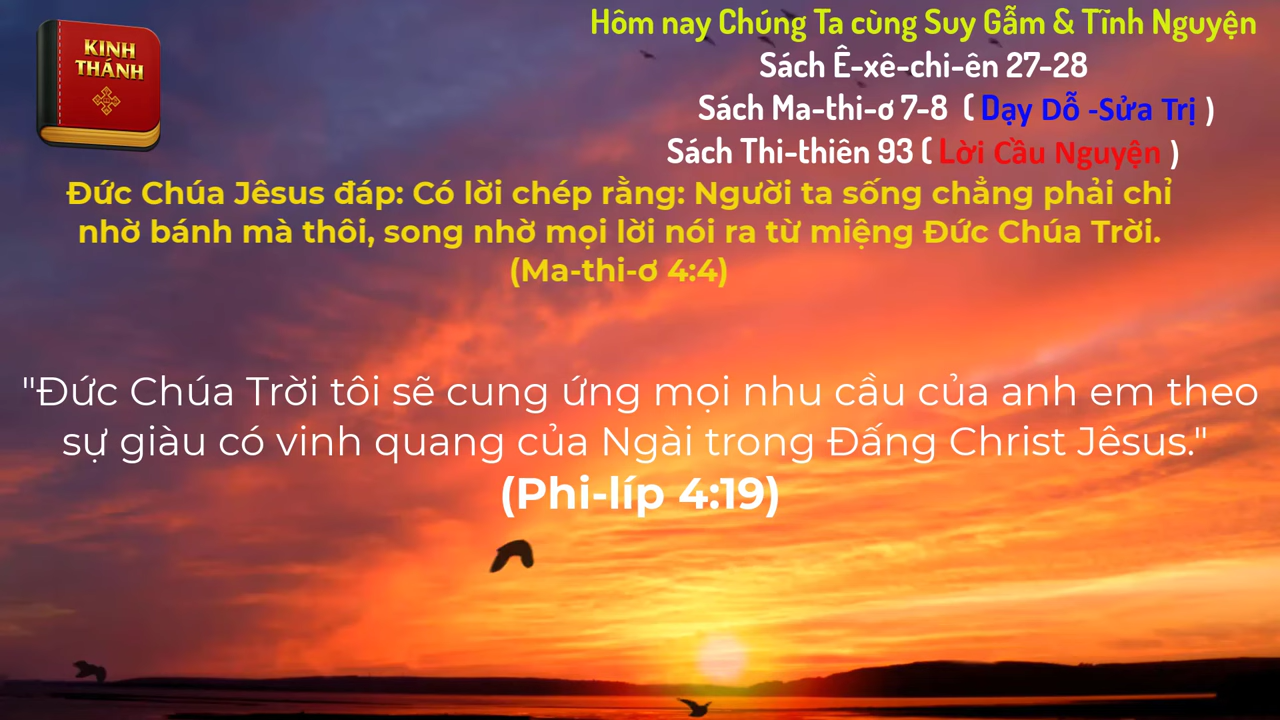 KINH
THÁNH
Hôm nay Chúng Ta cùng Suy Gẫm & Tĩnh Nguyện
Sách Ê-xê-chi-ên 27-28
Sách Ma-thi-ơ 7-8 ( Dạy Dỗ -Sửa Trị )
Sách Thi-thiên 93 ( Lời Cầu Nguyện )
Đức Chúa Jêsus đáp: Có lời chép rằng: Người ta sống chẳng phải chỉ
nhờ bánh mà thôi, song nhờ mọi lời nói ra từ miệng Đức Chúa Trời.
(Ma-thi-ơ 4:4)
"Đức Chúa Trời tôi sẽ cung ứng mọi nhu cầu của anh em theo
sự giàu có vinh quang của Ngài trong Đấng Christ Jêsus."
(Phi-líp 4:19)